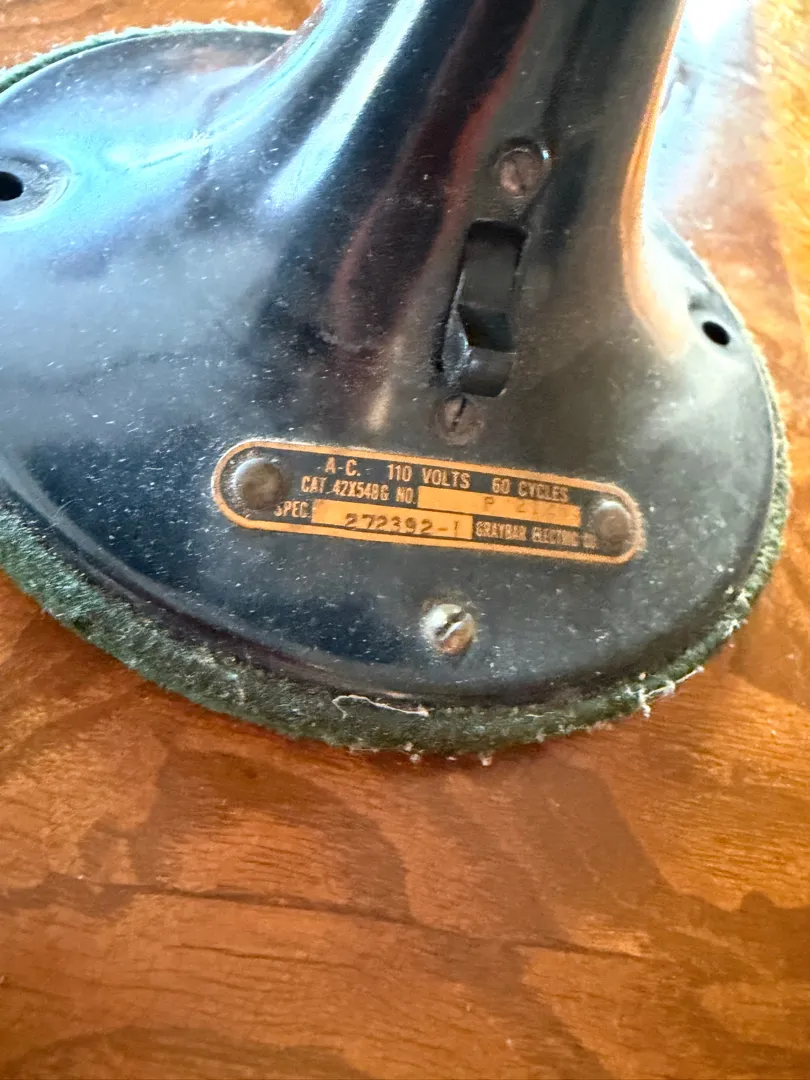 A-C. 110 VOLTS 60 CYCLES
CAT. 42X548G NO. P
SPEC. 272392-1 GRAYBAR ELECTRIC CO